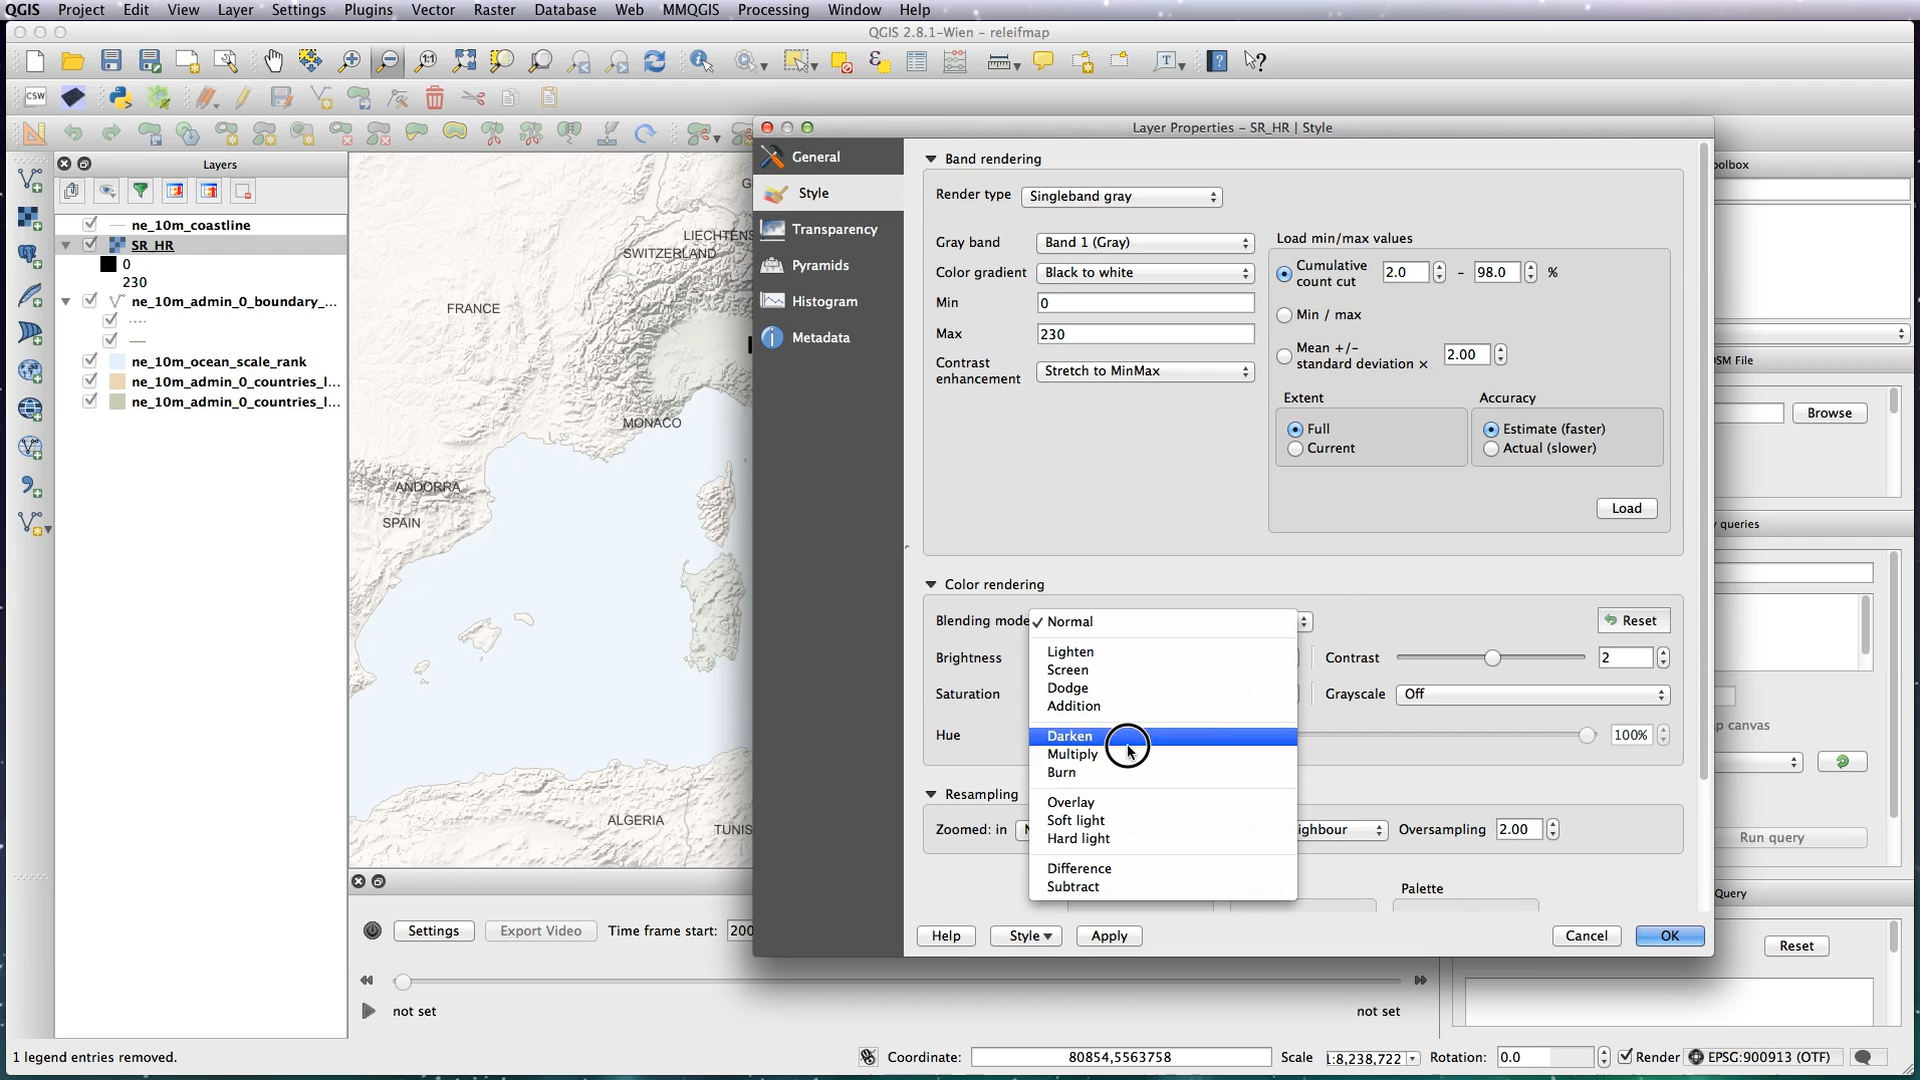 QGIS Project Edit View Layer Settings Plugins Vector Raster Database Web MMQGIS Processing Window Help
QGIS 2.8.1-Wien - releifmap
CSW
Layers
ne_10m_coastline
SR_HR
0
230
ne_10m_admin_0_boundary_...
ne_10m_ocean_scale_rank
ne_10m_admin_0_countries_l...
ne_10m_admin_0_countries_l...
LIECHTENS
SWITZERLAND
FRANCE
MONACO
ANDORRA
SPAIN
ALGERIA
TUNIS
Layer Properties - SR_HR | Style
General
Style
Transparency
Pyramids
Histogram
Metadata
Band rendering
Render type Singleband gray
Gray band Band 1 (Gray)
Color gradient Black to white
Min 0
Max 230
Contrast
enhancement Stretch to MinMax
Load min/max values
Cumulative
count cut 2.0 - 98.0 %
Min / max
Mean +/-
standard deviation × 2.00
Extent
Full
Current
Accuracy
Estimate (faster)
Actual (slower)
Load
Color rendering
Blending mode
✓ Normal
Lighten
Screen
Dodge
Addition
Darken
Multiply
Burn
Overlay
Soft light
Hard light
Difference
Subtract
Reset
Brightness
Contrast 2
Saturation
Grayscale Off
Hue
100%
Resampling
Zoomed: in
ighbour
Oversampling 2.00
Palette
Help Style Apply Cancel OK
oolbox
OSM File
Browse
y queries
p canvas
Run query
Query
Reset
Settings Export Video Time frame start: 200
not set
not set
1 legend entries removed.
Coordinate: 80854,5563758 Scale 1:8,238,722 Rotation: 0.0 Render EPSG:900913 (OTF)